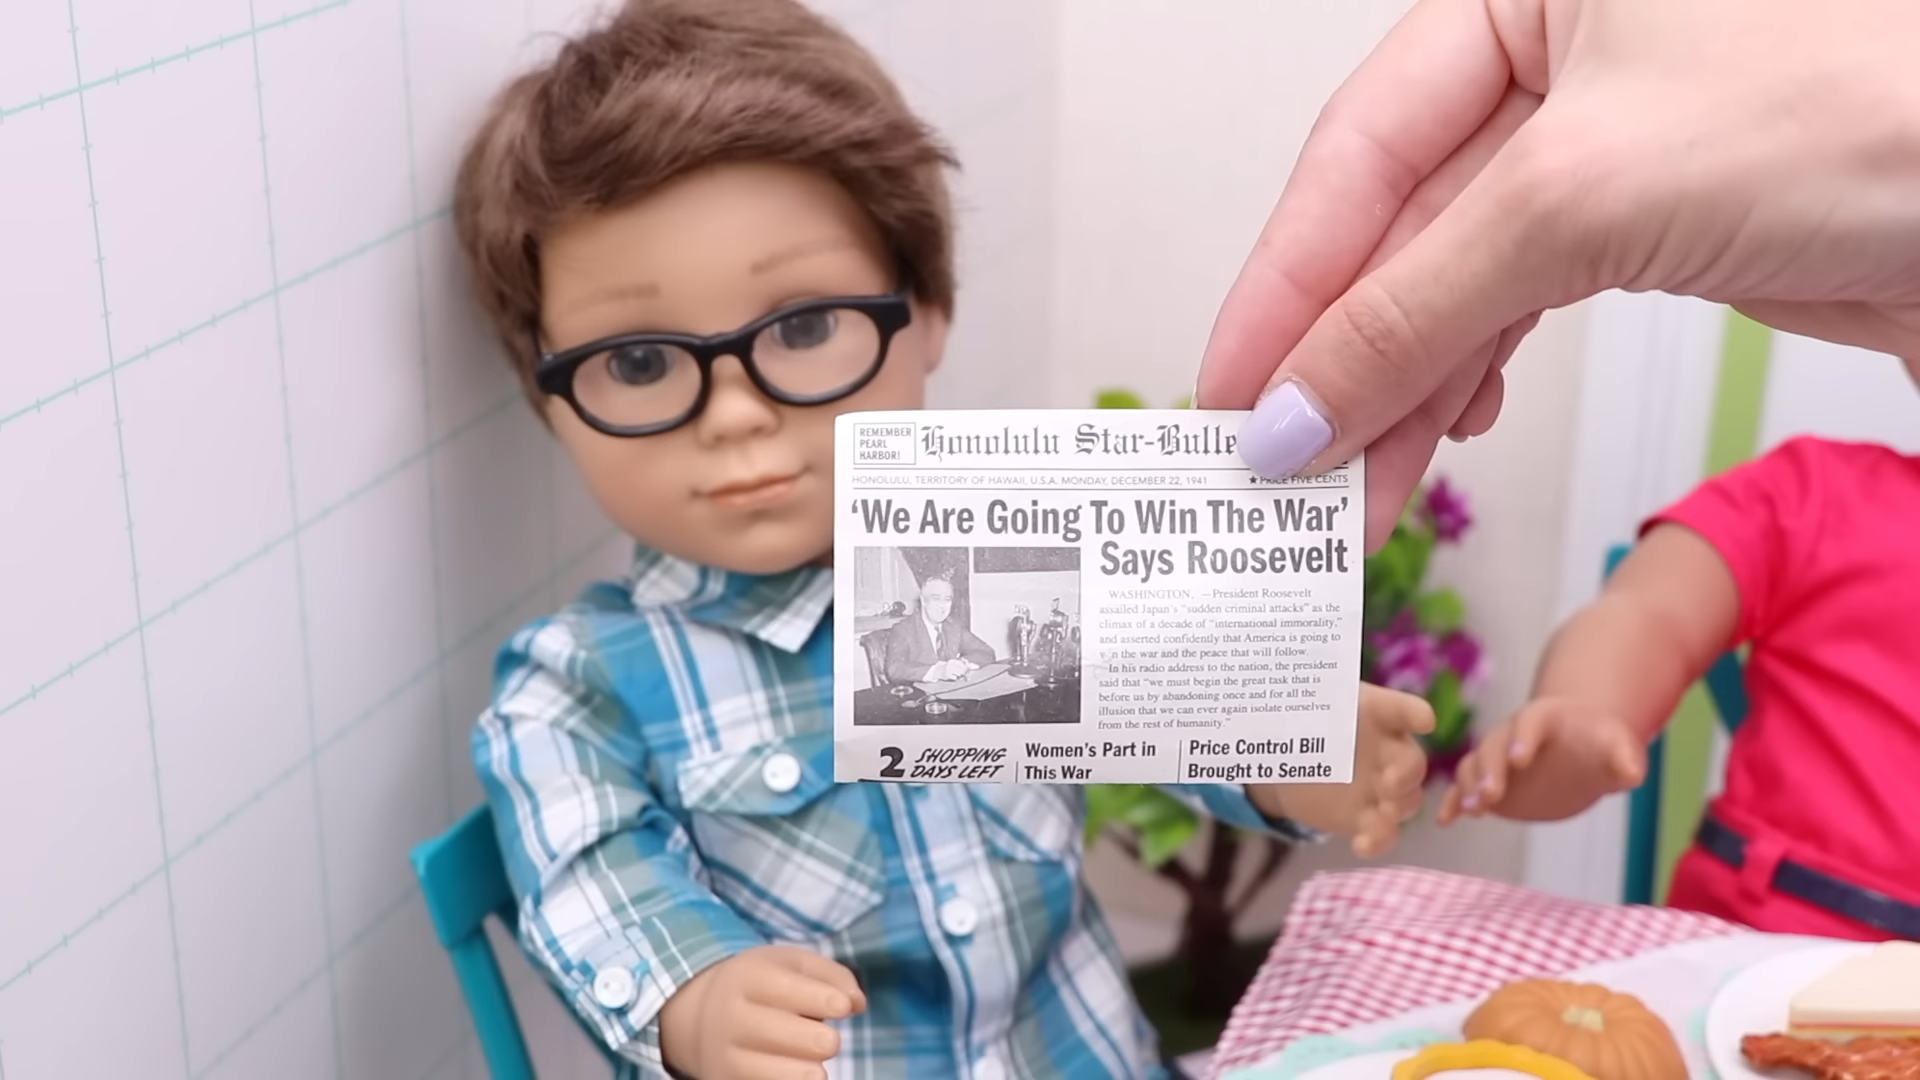 REMEMBER
PEARL
HARBOR!
Honolulu Star-Bulle
HONOLULU, TERRITORY OF HAWAII, U.S.A. MONDAY, DECEMBER 22, 1941 ★ PRICE FIVE CENTS
‘We Are Going To Win The War’
Says Roosevelt
WASHINGTON, —President Roosevelt
assailed Japan's “sudden criminal attacks” as the
climax of a decade of “international immorality,”
and asserted confidently that America is going to
win the war and the peace that will follow.
In his radio address to the nation, the president
said that “we must begin the great task that is
before us by abandoning once and for all the
illusion that we can ever again isolate ourselves
from the rest of humanity.”
2 SHOPPING
DAYS LEFT
Women's Part in
This War
Price Control Bill
Brought to Senate